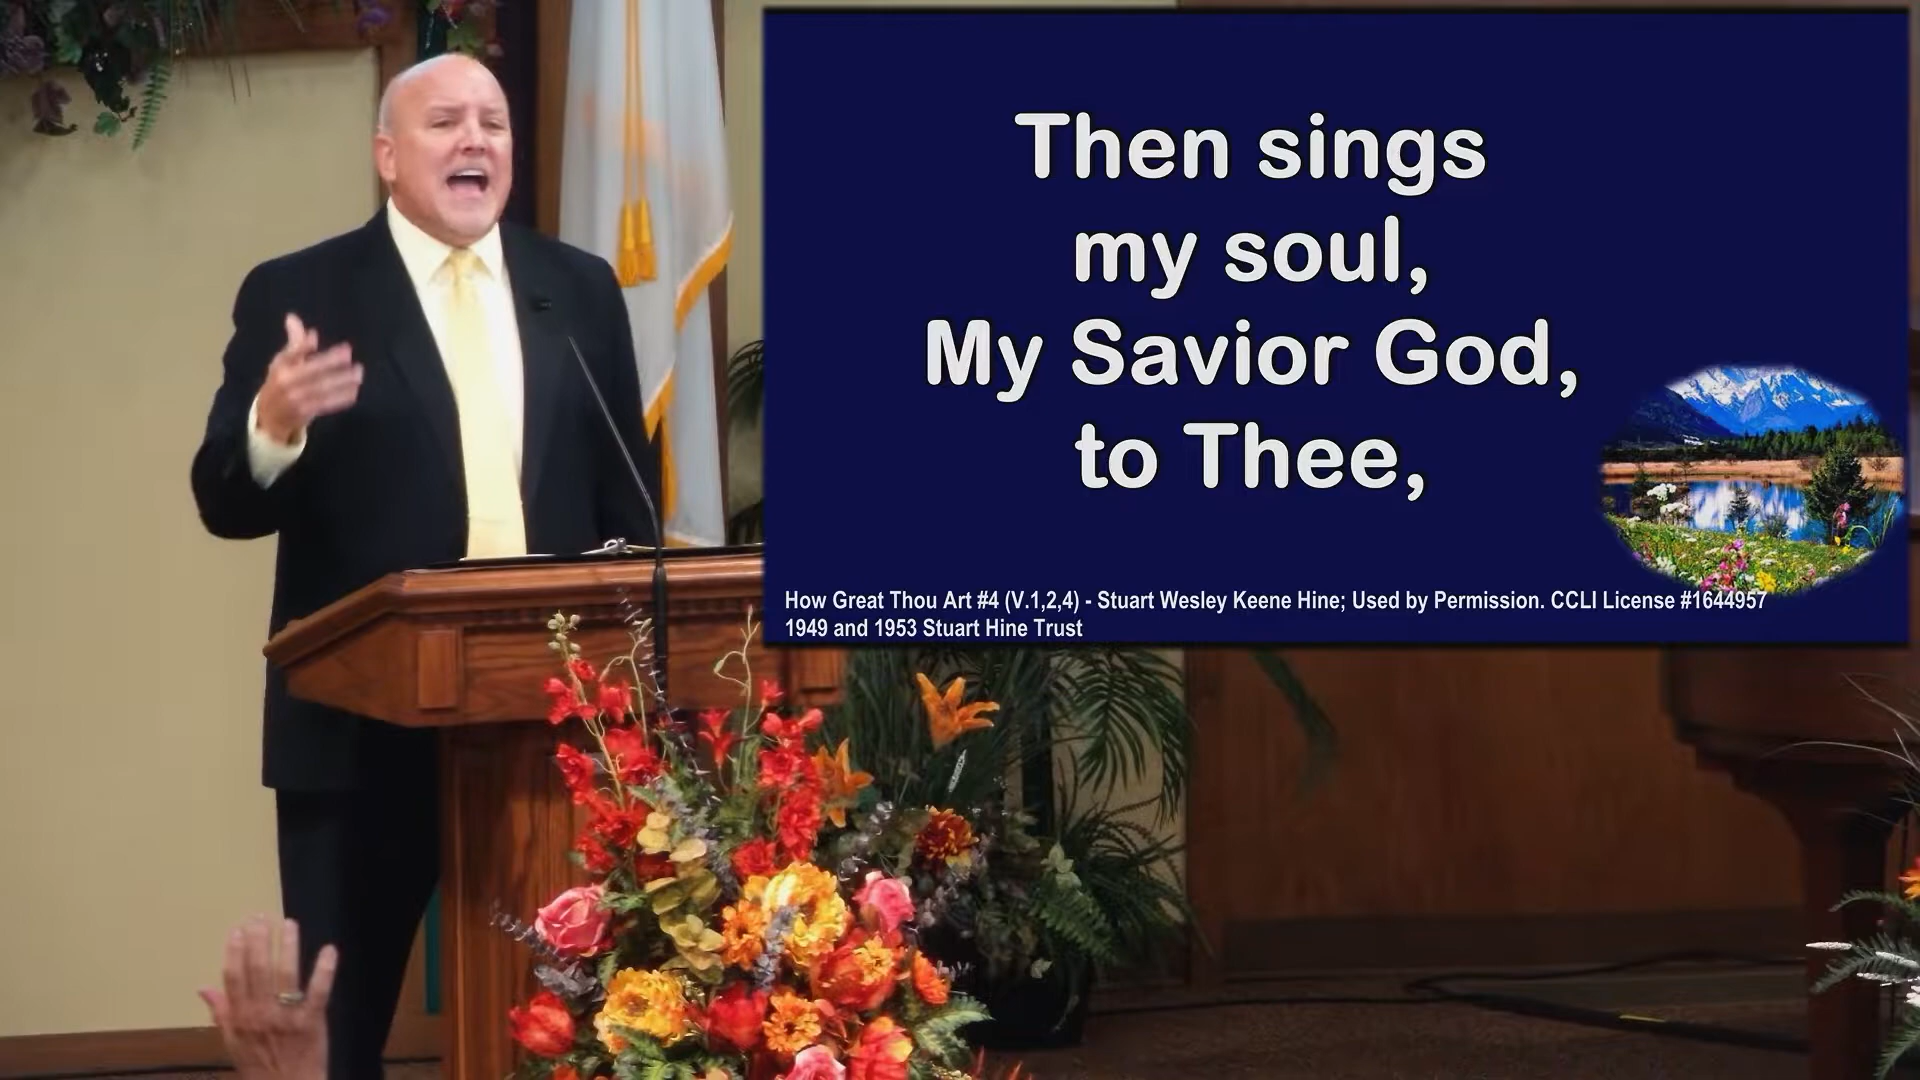 Then sings
my soul,
My Savior God,
to Thee,
How Great Thou Art #4 (V.1,2,4) - Stuart Wesley Keene Hine; Used by Permission. CCLI License #1644957
1949 and 1953 Stuart Hine Trust